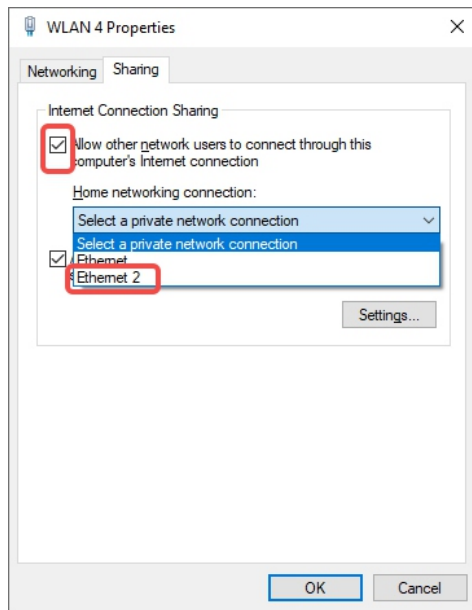 WLAN 4 Properties
Networking
Sharing
Internet Connection Sharing
Allow other network users to connect through this
computer's Internet connection
Home networking connection:
Select a private network connection
Select a private network connection
Ethernet
Ethernet 2
Settings...
OK
Cancel